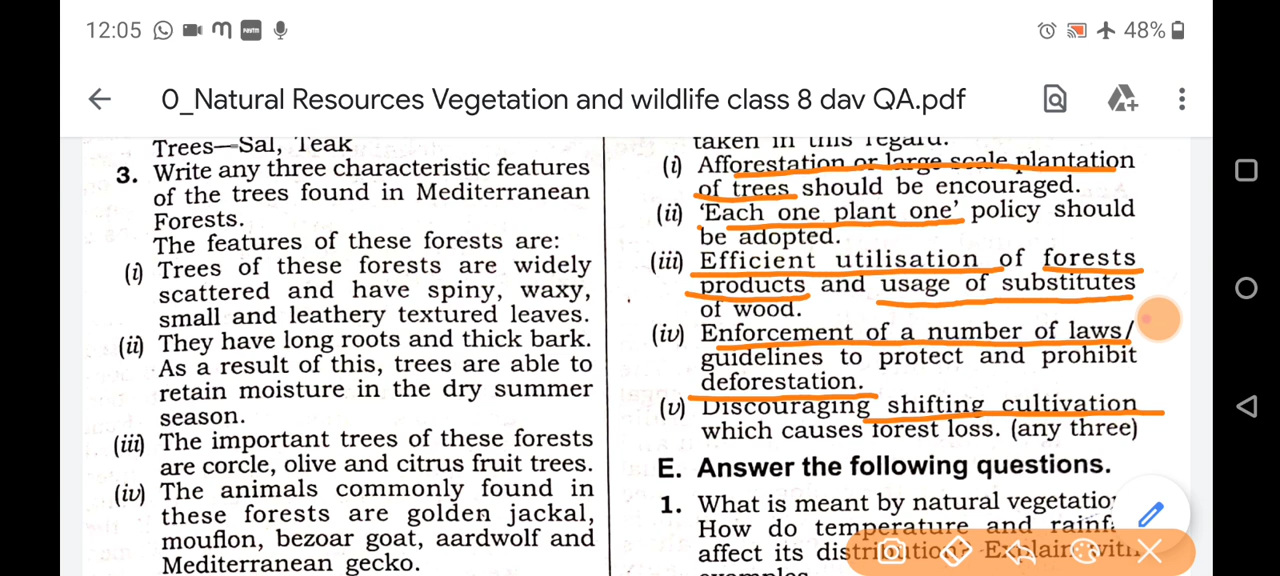 12:05
48%
0_Natural Resources Vegetation and wildlife class 8 dav QA.pdf
Trees—Sal, Teak
3. Write any three characteristic features
of the trees found in Mediterranean
Forests.
The features of these forests are:
(i) Trees of these forests are widely
scattered and have spiny, waxy,
small and leathery textured leaves.
(ii) They have long roots and thick bark.
As a result of this, trees are able to
retain moisture in the dry summer
season.
(iii) The important trees of these forests
are corcle, olive and citrus fruit trees.
(iv) The animals commonly found in
these forests are golden jackal,
mouflon, bezoar goat, aardwolf and
Mediterranean gecko.
taken in this regard.
(i) Afforestation or large scale plantation
of trees should be encouraged.
(ii) ‘Each one plant one’ policy should
be adopted.
(iii) Efficient utilisation of forests
products and usage of substitutes
of wood.
(iv) Enforcement of a number of laws/
guidelines to protect and prohibit
deforestation.
(v) Discouraging shifting cultivation
which causes forest loss. (any three)
E. Answer the following questions.
1. What is meant by natural
How do temperature and
affect its distribution? Explain